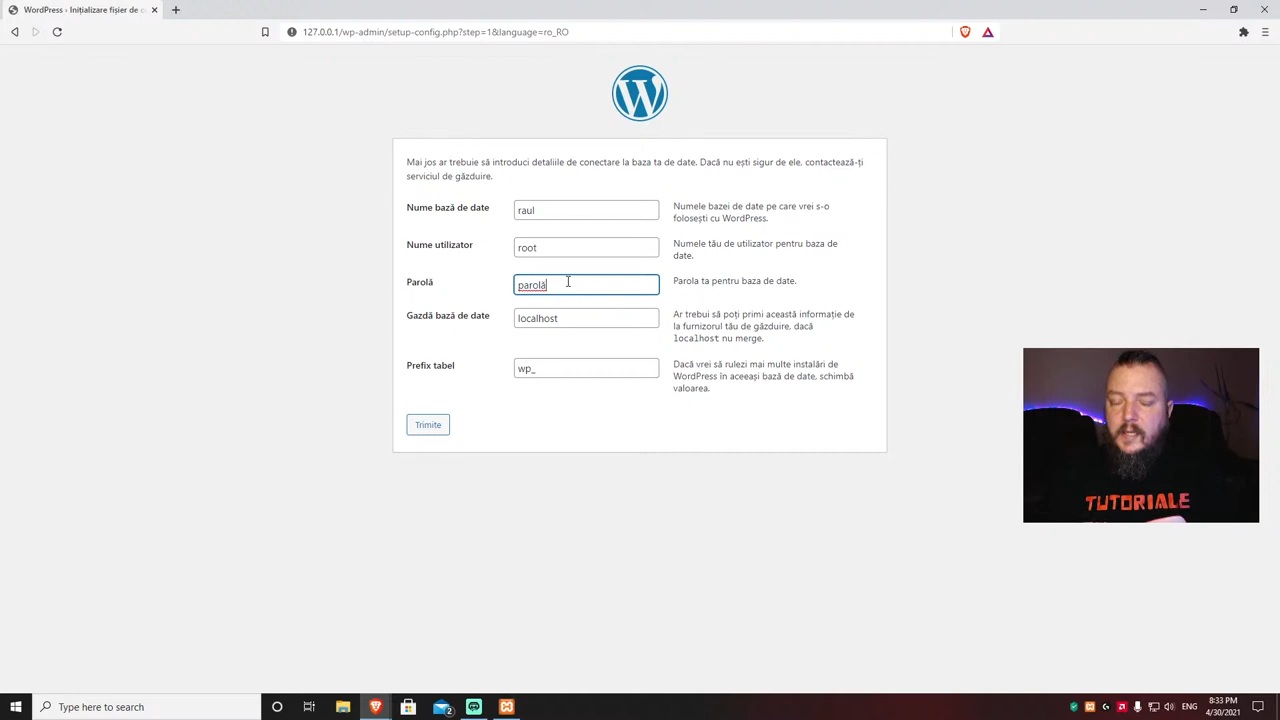 WordPress › Inițializare fișier de c
127.0.0.1/wp-admin/setup-config.php?step=1&language=ro_RO
Mai jos ar trebuie să introduci detaliile de conectare la baza ta de date. Dacă nu ești sigur de ele, contactează-ți
serviciul de găzduire.
Nume bază de date
raul
Numele bazei de date pe care vrei s-o
folosești cu WordPress.
Nume utilizator
root
Numele tău de utilizator pentru baza de
date.
Parolă
parolă
Parola ta pentru baza de date.
Gazdă bază de date
localhost
Ar trebui să poți primi această informație de
la furnizorul tău de găzduire, dacă
localhost nu merge.
Prefix tabel
wp_
Dacă vrei să rulezi mai multe instalări de
WordPress în aceeași bază de date, schimbă
valoarea.
Trimite
TUTORIALE
Type here to search
2
ENG
8:33 PM
4/30/2021